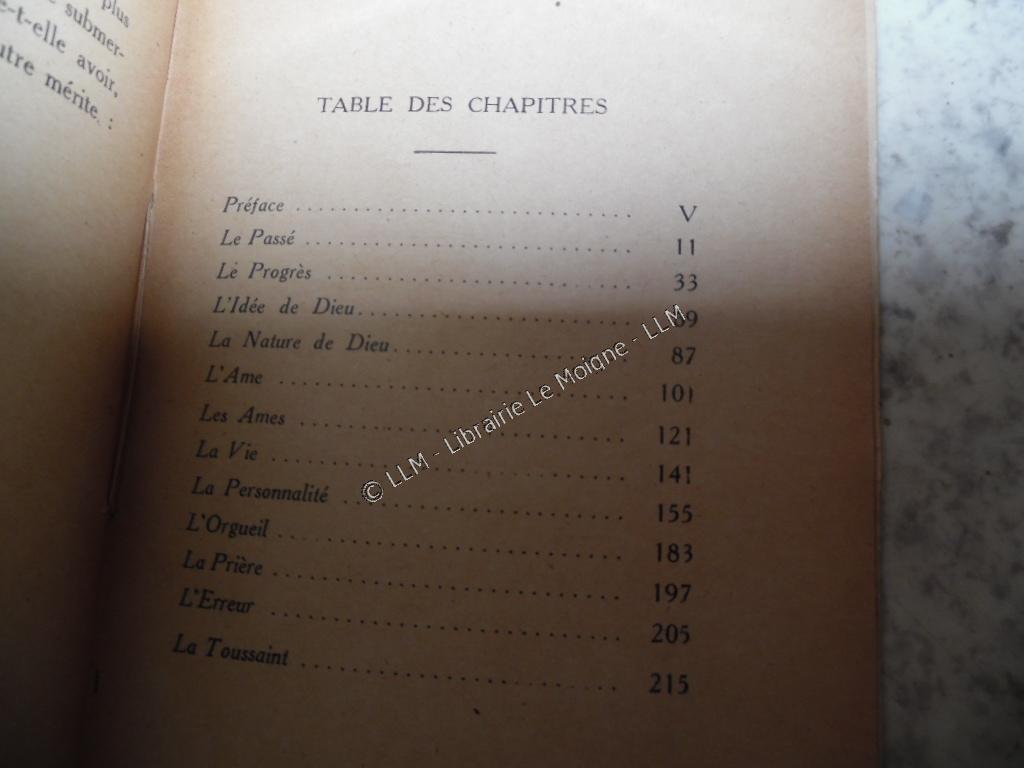 plus
submer-
-t-elle avoir,
mérite. :
TABLE DES CHAPITRES
Préface .............................. V
Le Passé .............................. 11
Le Progrès .............................. 33
L'Idée de Dieu..............................
La Nature de Dieu.............................. 87
L'Ame .............................. 101
Les Ames .............................. 121
La Vie .............................. 141
La Personnalité .............................. 155
L'Orgueil .............................. 183
La Prière .............................. 197
L'Erreur .............................. 205
La Toussaint .............................. 215
© LLM - Librairie Le Moigne - LLM